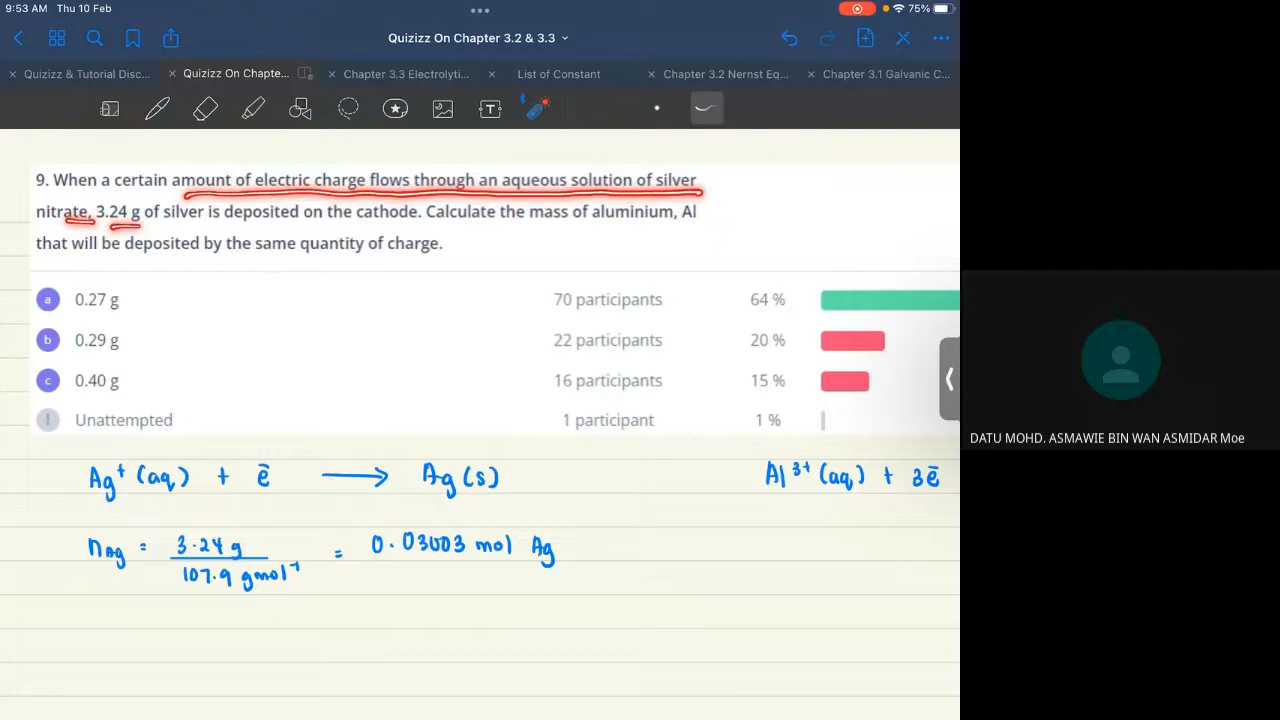 9:53 AM Thu 10 Feb
75%
Quizizz On Chapter 3.2 & 3.3
Quizizz & Tutorial Disc...
Quizizz On Chapte...
Chapter 3.3 Electrolyti...
List of Constant
Chapter 3.2 Nernst Eq...
Chapter 3.1 Galvanic C...
9. When a certain amount of electric charge flows through an aqueous solution of silver
nitrate, 3.24 g of silver is deposited on the cathode. Calculate the mass of aluminium, Al
that will be deposited by the same quantity of charge.
a 0.27 g 70 participants 64 %
b 0.29 g 22 participants 20 %
c 0.40 g 16 participants 15 %
! Unattempted 1 participant 1 %
DATU MOHD. ASMAWIE BIN WAN ASMIDAR Moe
Ag⁺ (aq) + ē → Ag(s) Al³⁺ (aq) + 3ē
nAg = 3.24 g / 107.9 gmol⁻¹ = 0.03003 mol Ag